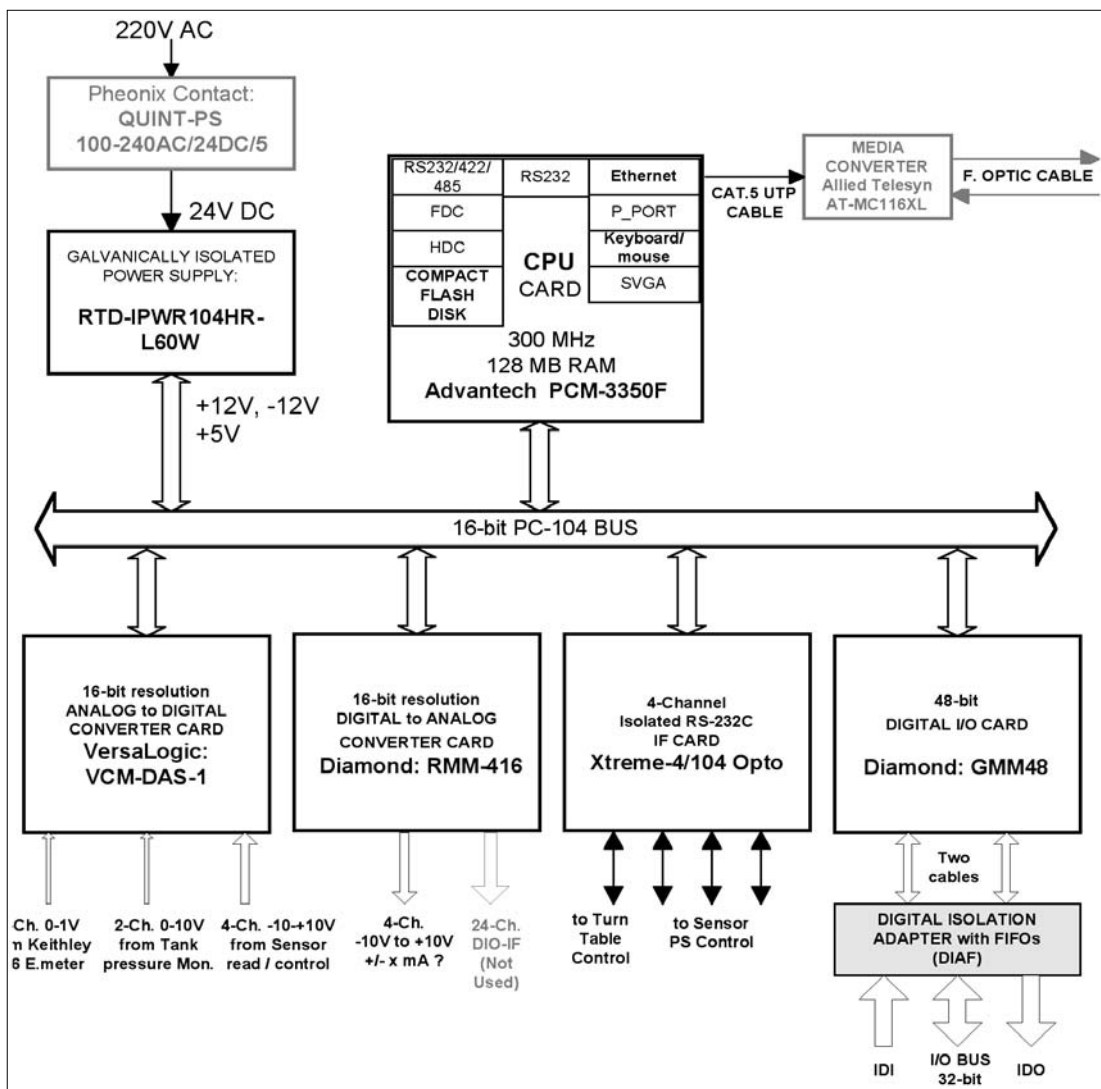 220V AC
Pheonix Contact:
QUINT-PS
100-240AC/24DC/5
24V DC
GALVANICALLY ISOLATED
POWER SUPPLY:
RTD-IPWR104HR-
L60W
+12V, -12V
+5V
RS232/422/
485
FDC
HDC
COMPACT
FLASH
DISK
RS232
CPU
CARD
Ethernet
P_PORT
Keyboard/
mouse
SVGA
300 MHz
128 MB RAM
Advantech PCM-3350F
CAT.5 UTP
CABLE
MEDIA
CONVERTER
Allied Telesyn
AT-MC116XL
F. OPTIC CABLE
16-bit PC-104 BUS
16-bit resolution
ANALOG to DIGITAL
CONVERTER CARD
VersaLogic:
VCM-DAS-1
16-bit resolution
DIGITAL to ANALOG
CONVERTER CARD
Diamond: RMM-416
4-Channel
Isolated RS-232C
IF CARD
Xtreme-4/104 Opto
48-bit
DIGITAL I/O CARD
Diamond: GMM48
-Ch. 0-1V
m Keithley
6 E.meter
2-Ch. 0-10V
from Tank
pressure Mon.
4-Ch. -10-+10V
from Sensor
read / control
4-Ch.
-10V to +10V
+/- x mA ?
24-Ch.
DIO-IF
(Not
Used)
to Turn
Table
Control
to Sensor
PS Control
Two
cables
DIGITAL ISOLATION
ADAPTER with FIFOs
(DIAF)
IDI
I/O BUS
32-bit
IDO